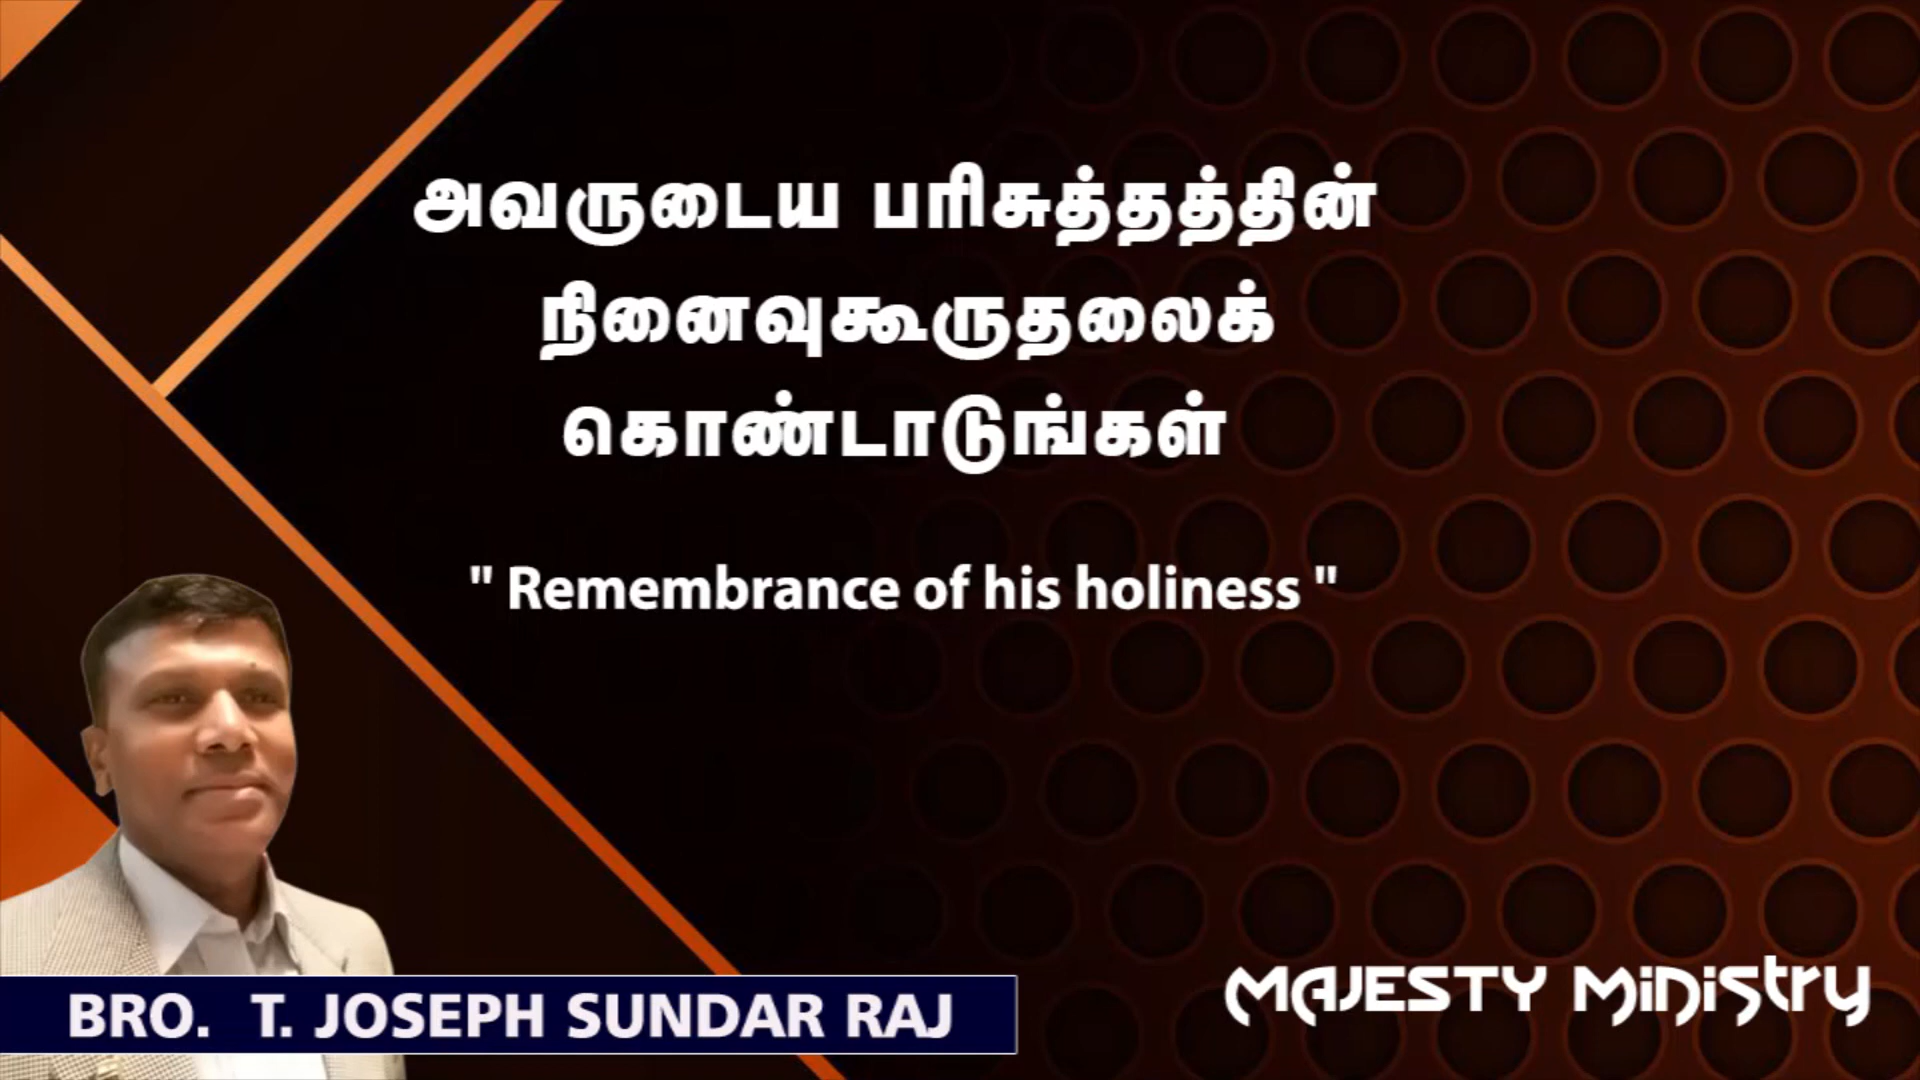 அவருடைய பரிசுத்தத்தின்
நினைவுகூருதலைக்
கொண்டாடுங்கள்
" Remembrance of his holiness "
BRO. T. JOSEPH SUNDAR RAJ
MAJESTY MiNiStry